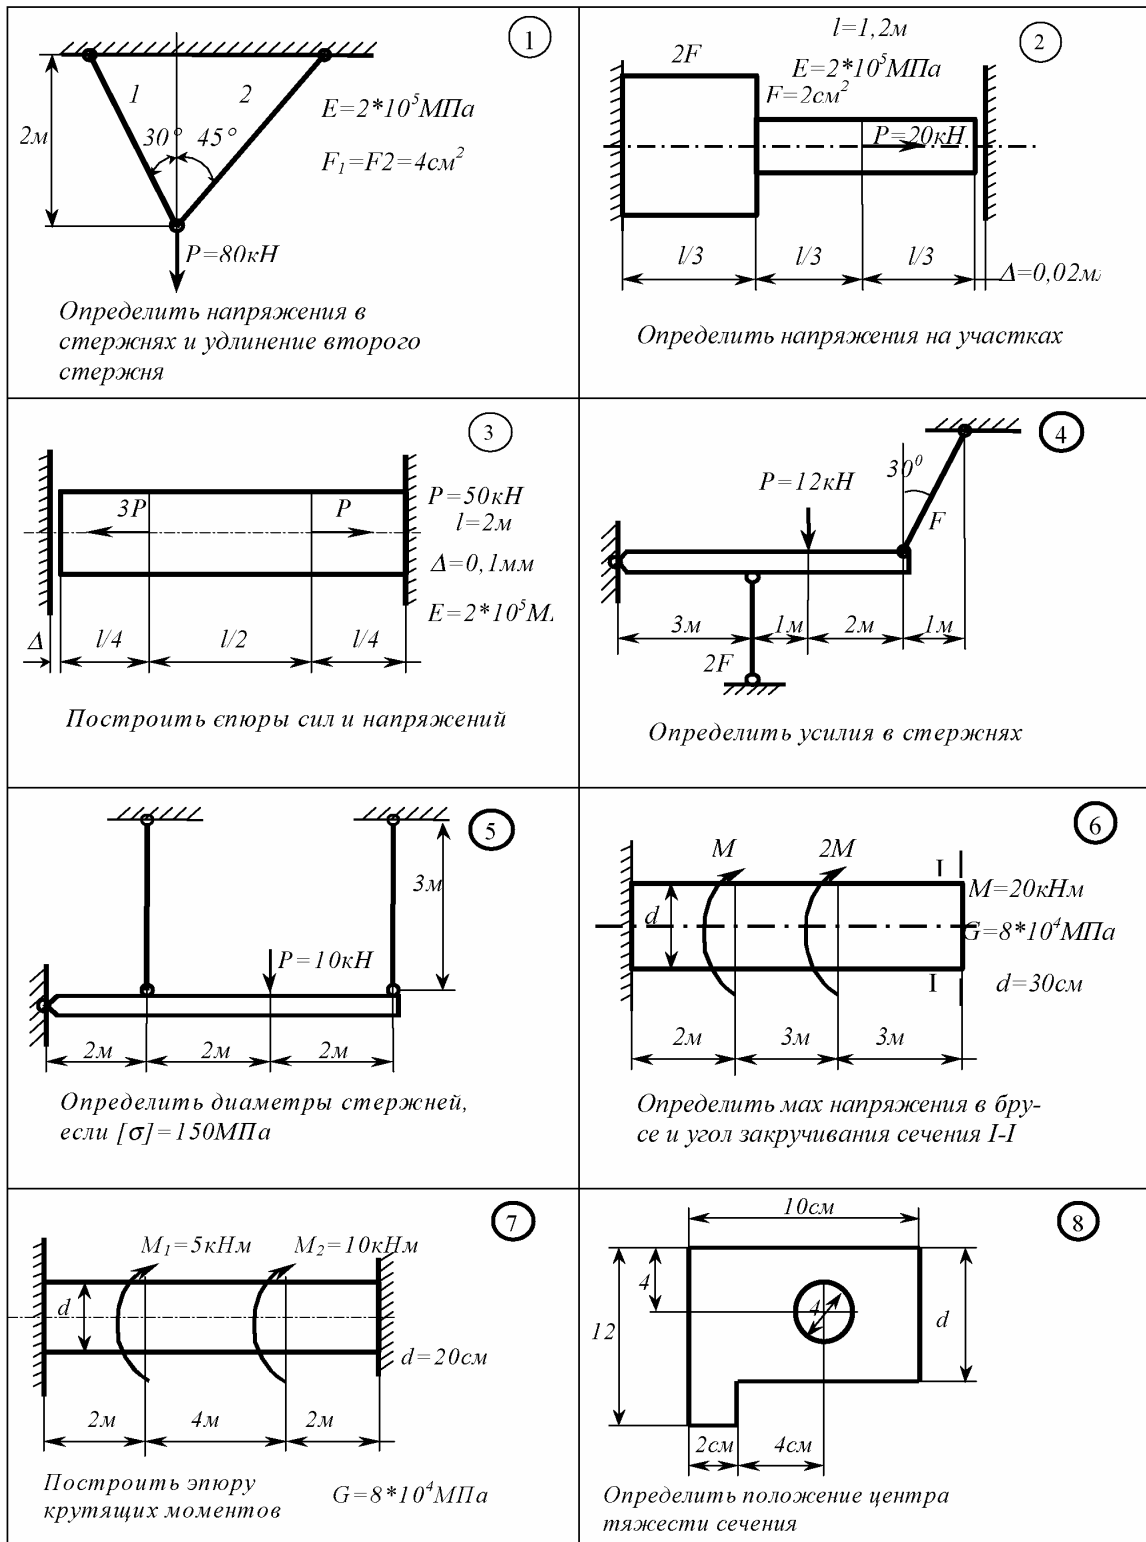 1
1
2
2м
30°
45°
E=2*10⁵МПа
F₁=F2=4см²
P=80кН
Определить напряжения в
стержнях и удлинение второго
стержня
2
l=1,2м
E=2*10⁵МПа
2F
F=2см²
P=20кН
l/3
l/3
l/3
Δ=0,02м
Определить напряжения на участках
3
3P
P
P=50кН
l=2м
Δ=0,1мм
E=2*10⁵М
Δ
l/4
l/2
l/4
Построить єпюры сил и напряжений
4
P=12кН
30⁰
F
3м
1м
2м
1м
2F
Определить усилия в стержнях
5
3м
P=10кН
2м
2м
2м
Определить диаметры стержней,
если [σ]=150МПа
6
M
2M
I
M=20кНм
d
G=8*10⁴МПа
I
d=30см
2м
3м
3м
Определить мах напряжения в бру-
се и угол закручивания сечения I-I
7
M₁=5кНм
M₂=10кНм
d
d=20см
2м
4м
2м
Построить эпюру
крутящих моментов
G=8*10⁴МПа
8
10см
4
4
12
d
2см
4см
Определить положение центра
тяжести сечения